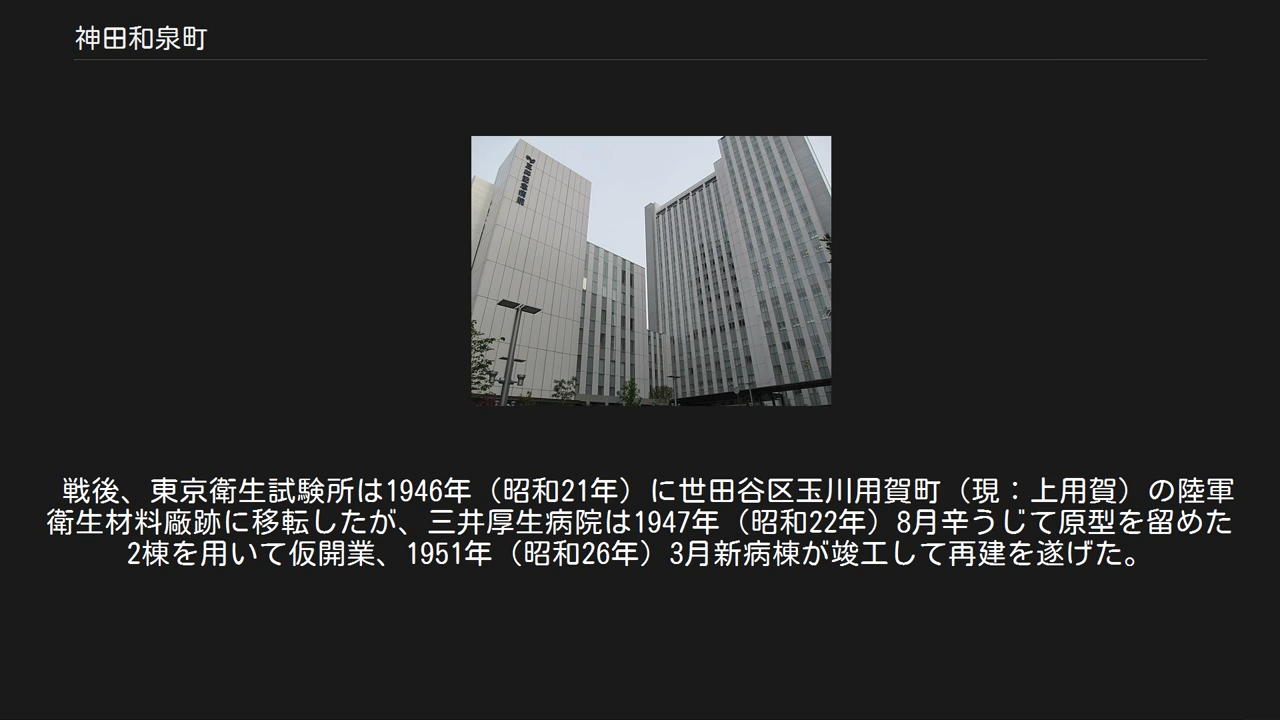 神田和泉町
戦後、東京衛生試験所は1946年（昭和21年）に世田谷区玉川用賀町（現：上用賀）の陸軍
衛生材料廠跡に移転したが、三井厚生病院は1947年（昭和22年）8月辛うじて原型を留めた
2棟を用いて仮開業、1951年（昭和26年）3月新病棟が竣工して再建を遂げた。